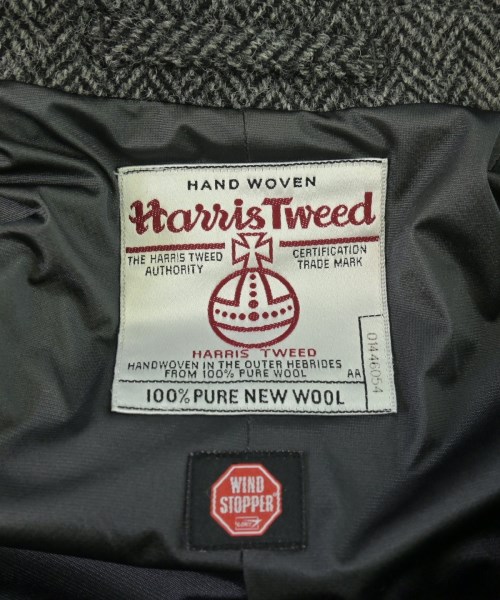 HAND WOVEN
Harris Tweed
THE HARRIS TWEED
AUTHORITY
CERTIFICATION
TRADE MARK
HARRIS TWEED
HANDWOVEN IN THE OUTER HEBRIDES
FROM 100% PURE WOOL
AA
01446054
100% PURE NEW WOOL
WIND
STOPPER